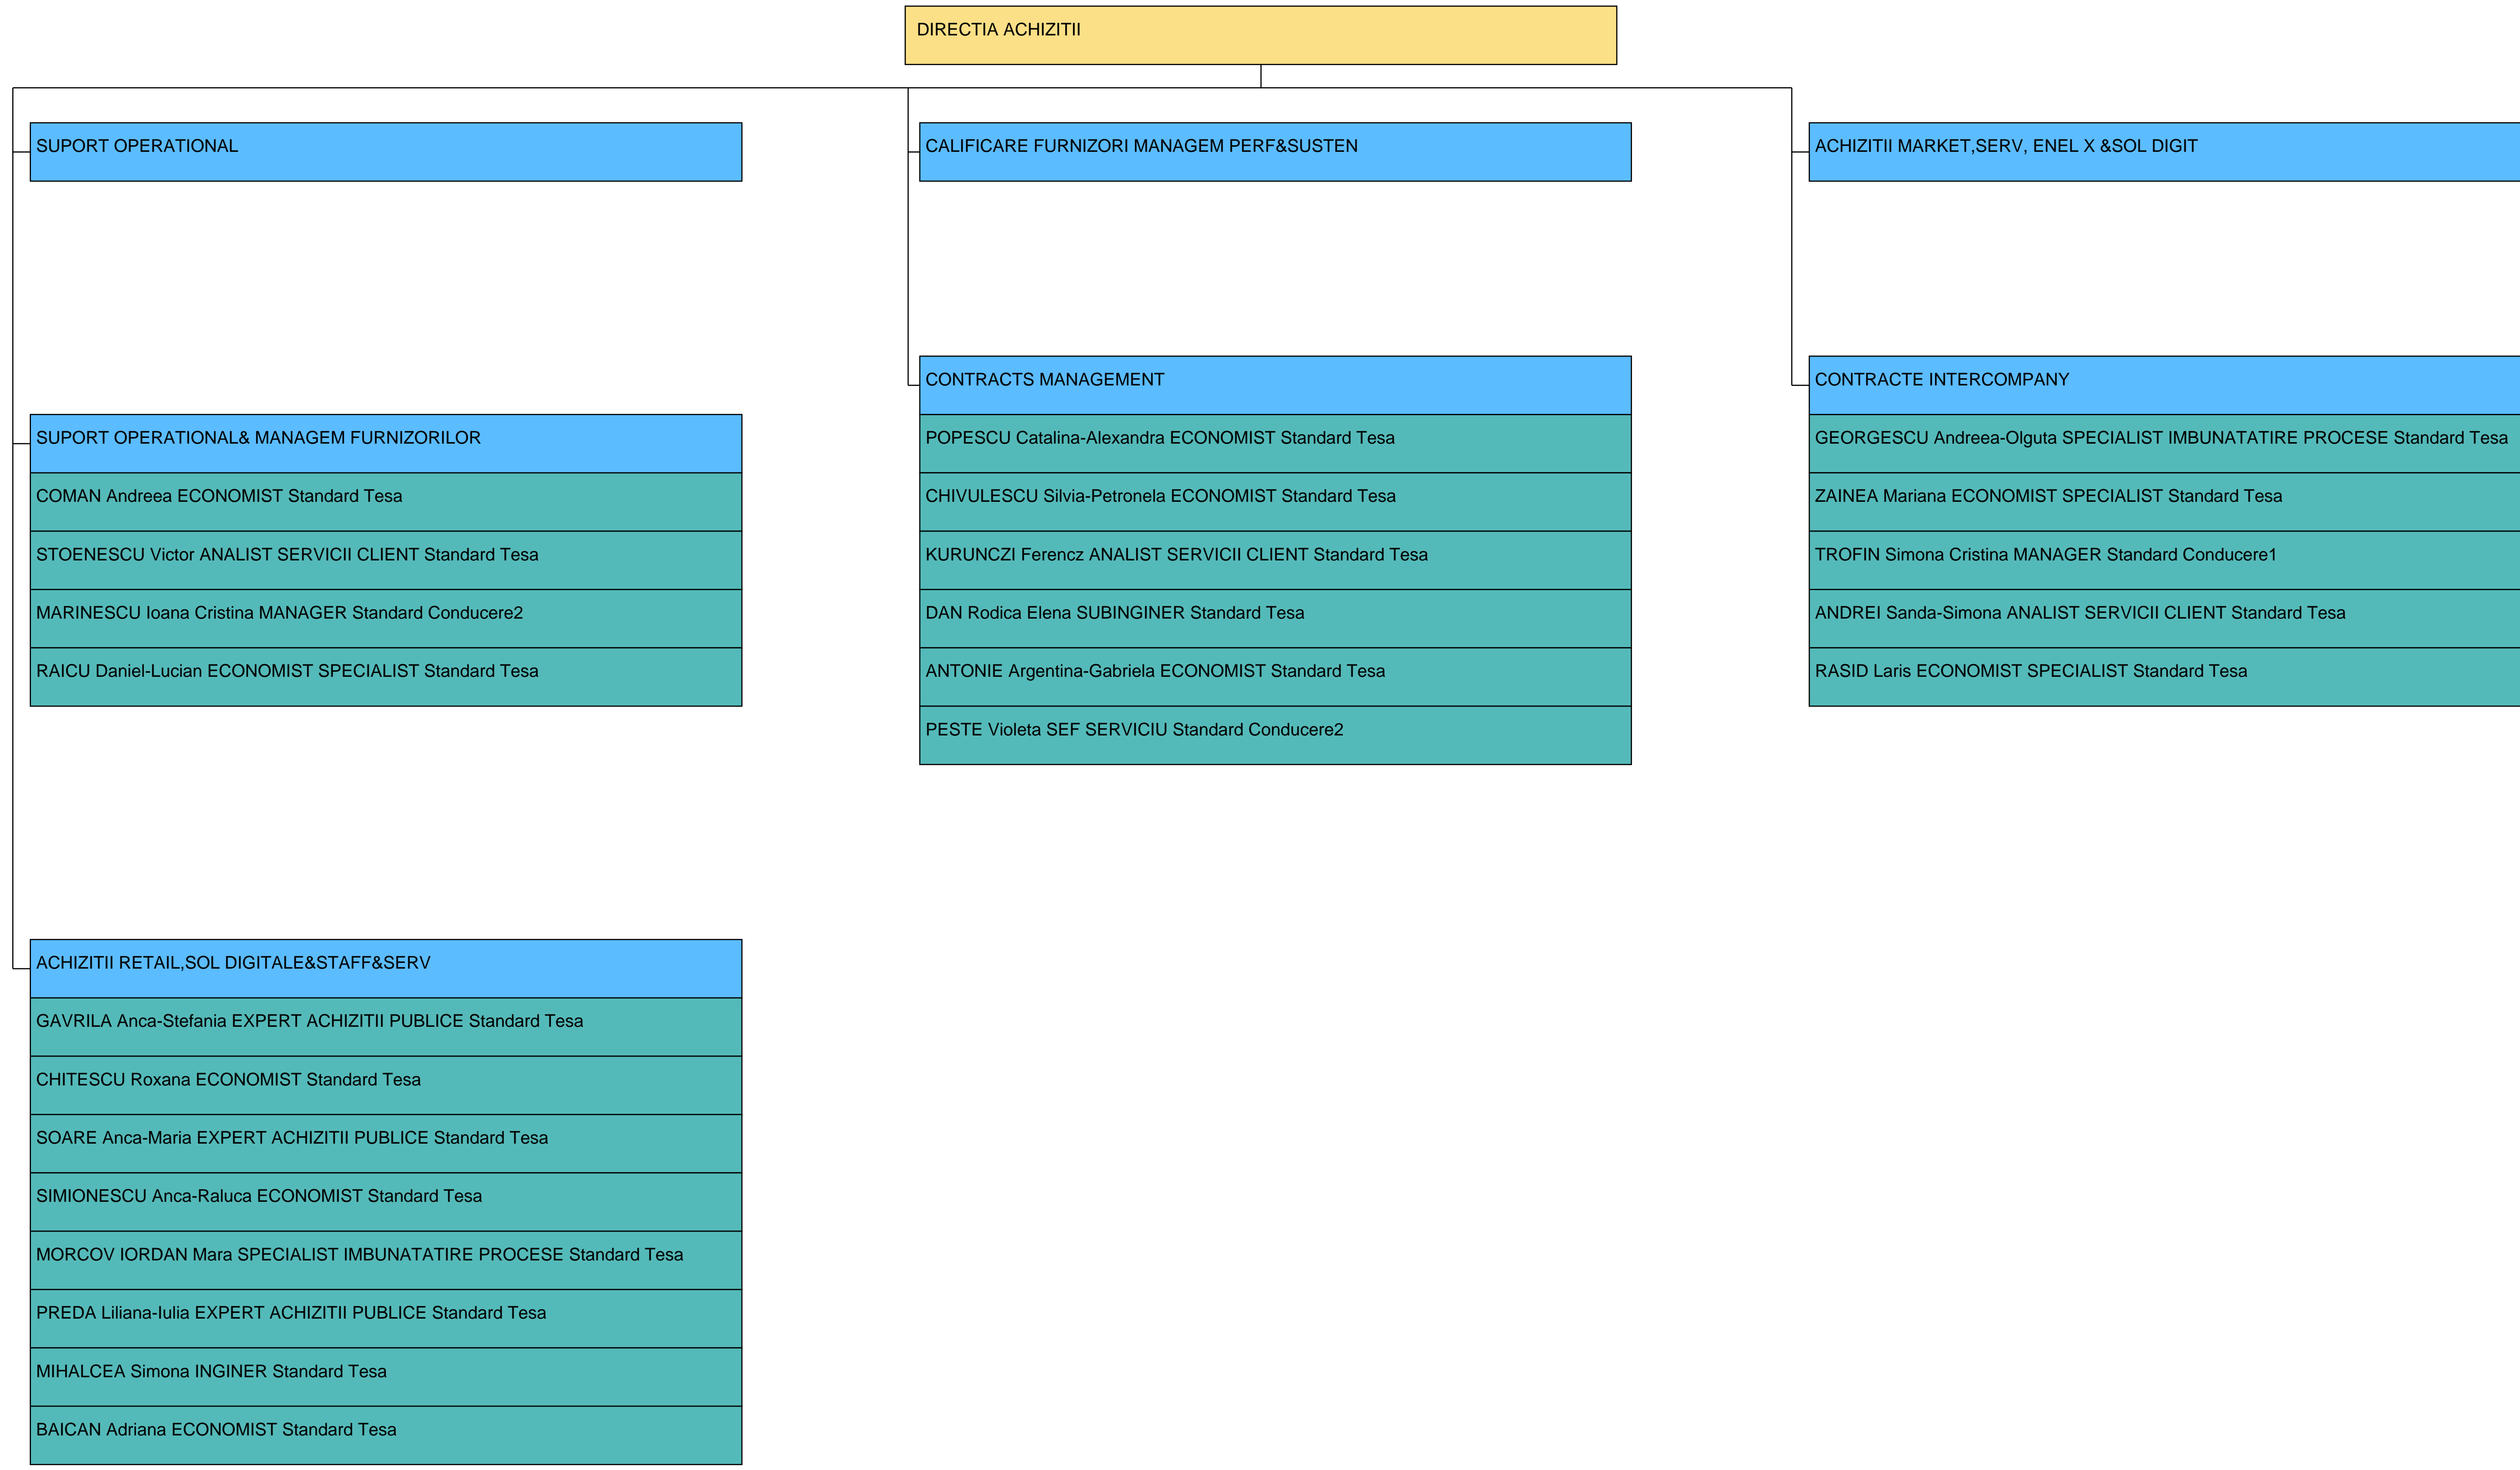 DIRECTIA ACHIZITII
SUPORT OPERATIONAL
CALIFICARE FURNIZORI MANAGEM PERF&SUSTEN
ACHIZITII MARKET,SERV, ENEL X &SOL DIGIT
SUPORT OPERATIONAL& MANAGEM FURNIZORILOR
COMAN Andreea ECONOMIST Standard Tesa
STOENESCU Victor ANALIST SERVICII CLIENT Standard Tesa
MARINESCU Ioana Cristina MANAGER Standard Conducere2
RAICU Daniel-Lucian ECONOMIST SPECIALIST Standard Tesa
CONTRACTS MANAGEMENT
POPESCU Catalina-Alexandra ECONOMIST Standard Tesa
CHIVULESCU Silvia-Petronela ECONOMIST Standard Tesa
KURUNCZI Ferencz ANALIST SERVICII CLIENT Standard Tesa
DAN Rodica Elena SUBINGINER Standard Tesa
ANTONIE Argentina-Gabriela ECONOMIST Standard Tesa
PESTE Violeta SEF SERVICIU Standard Conducere2
CONTRACTE INTERCOMPANY
GEORGESCU Andreea-Olguta SPECIALIST IMBUNATATIRE PROCESE Standard Tesa
ZAINEA Mariana ECONOMIST SPECIALIST Standard Tesa
TROFIN Simona Cristina MANAGER Standard Conducere1
ANDREI Sanda-Simona ANALIST SERVICII CLIENT Standard Tesa
RASID Laris ECONOMIST SPECIALIST Standard Tesa
ACHIZITII RETAIL,SOL DIGITALE&STAFF&SERV
GAVRILA Anca-Stefania EXPERT ACHIZITII PUBLICE Standard Tesa
CHITESCU Roxana ECONOMIST Standard Tesa
SOARE Anca-Maria EXPERT ACHIZITII PUBLICE Standard Tesa
SIMIONESCU Anca-Raluca ECONOMIST Standard Tesa
MORCOV IORDAN Mara SPECIALIST IMBUNATATIRE PROCESE Standard Tesa
PREDA Liliana-Iulia EXPERT ACHIZITII PUBLICE Standard Tesa
MIHALCEA Simona INGINER Standard Tesa
BAICAN Adriana ECONOMIST Standard Tesa